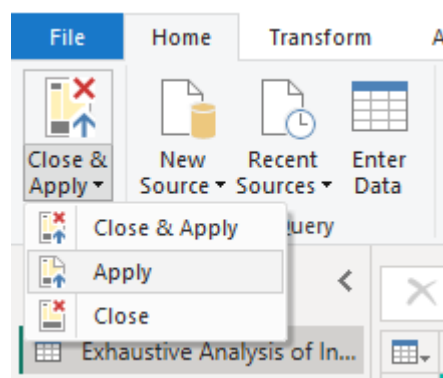 File Home Transform A
Close & New Recent Enter
Apply Source Sources Data
Close & Apply
Apply
Close
Exhaustive Analysis of In...